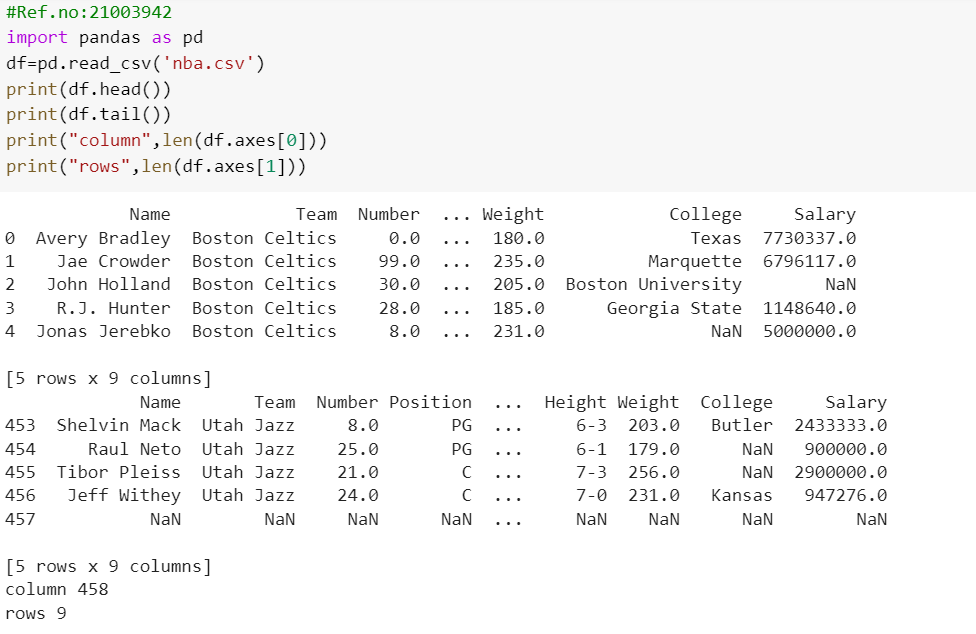 #Ref.no:21003942
import pandas as pd
df=pd.read_csv('nba.csv')
print(df.head())
print(df.tail())
print("column",len(df.axes[0]))
print("rows",len(df.axes[1]))
Name Team Number ... Weight College Salary
0 Avery Bradley Boston Celtics 0.0 ... 180.0 Texas 7730337.0
1 Jae Crowder Boston Celtics 99.0 ... 235.0 Marquette 6796117.0
2 John Holland Boston Celtics 30.0 ... 205.0 Boston University NaN
3 R.J. Hunter Boston Celtics 28.0 ... 185.0 Georgia State 1148640.0
4 Jonas Jerebko Boston Celtics 8.0 ... 231.0 NaN 5000000.0
[5 rows x 9 columns]
Name Team Number Position ... Height Weight College Salary
453 Shelvin Mack Utah Jazz 8.0 PG ... 6-3 203.0 Butler 2433333.0
454 Raul Neto Utah Jazz 25.0 PG ... 6-1 179.0 NaN 900000.0
455 Tibor Pleiss Utah Jazz 21.0 C ... 7-3 256.0 NaN 2900000.0
456 Jeff Withey Utah Jazz 24.0 C ... 7-0 231.0 Kansas 947276.0
457 NaN NaN NaN NaN ... NaN NaN NaN NaN
[5 rows x 9 columns]
column 458
rows 9